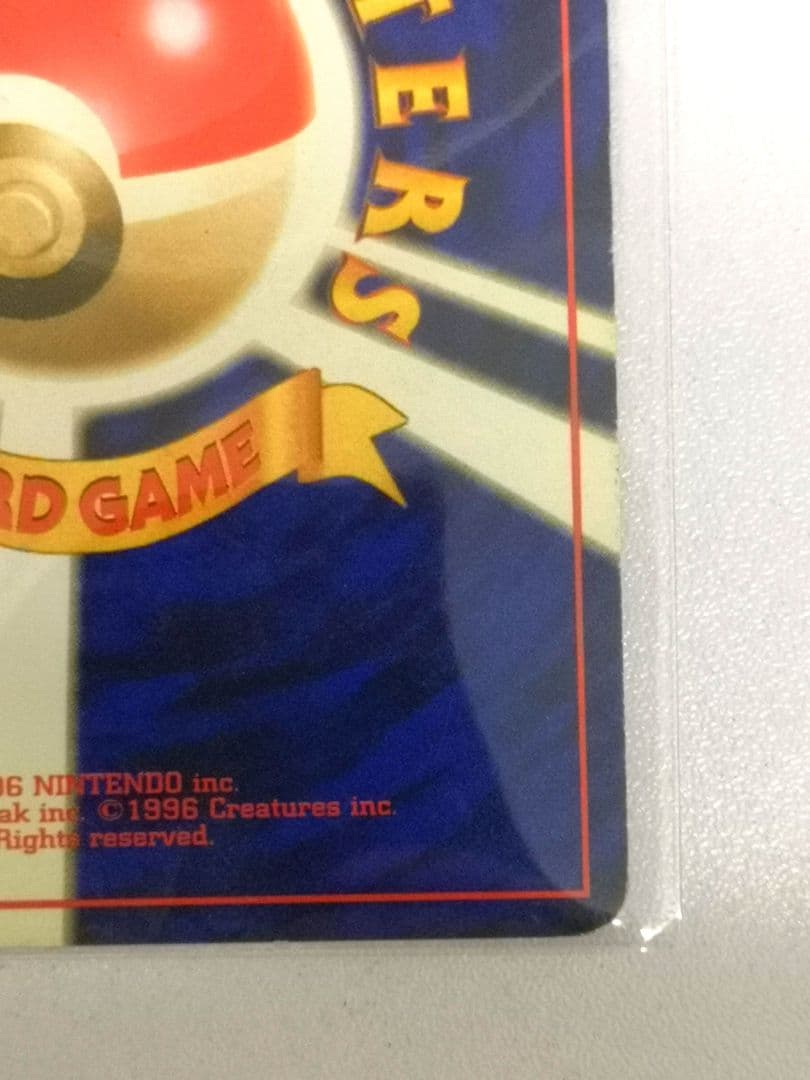 TERS
RD GAME
96 NINTENDO inc.
ak inc. ©1996 Creatures inc.
Rights reserved.